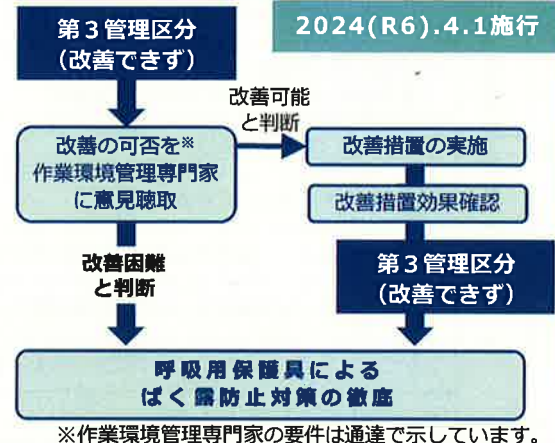 2024(R6).4.1施行
第3管理区分
(改善できず)
改善可能
と判断
改善の可否を※
作業環境管理専門家
に意見聴取
改善措置の実施
改善措置効果確認
改善困難
と判断
第3管理区分
(改善できず)
呼吸用保護具による
ばく露防止対策の徹底
※作業環境管理専門家の要件は通達で示しています。